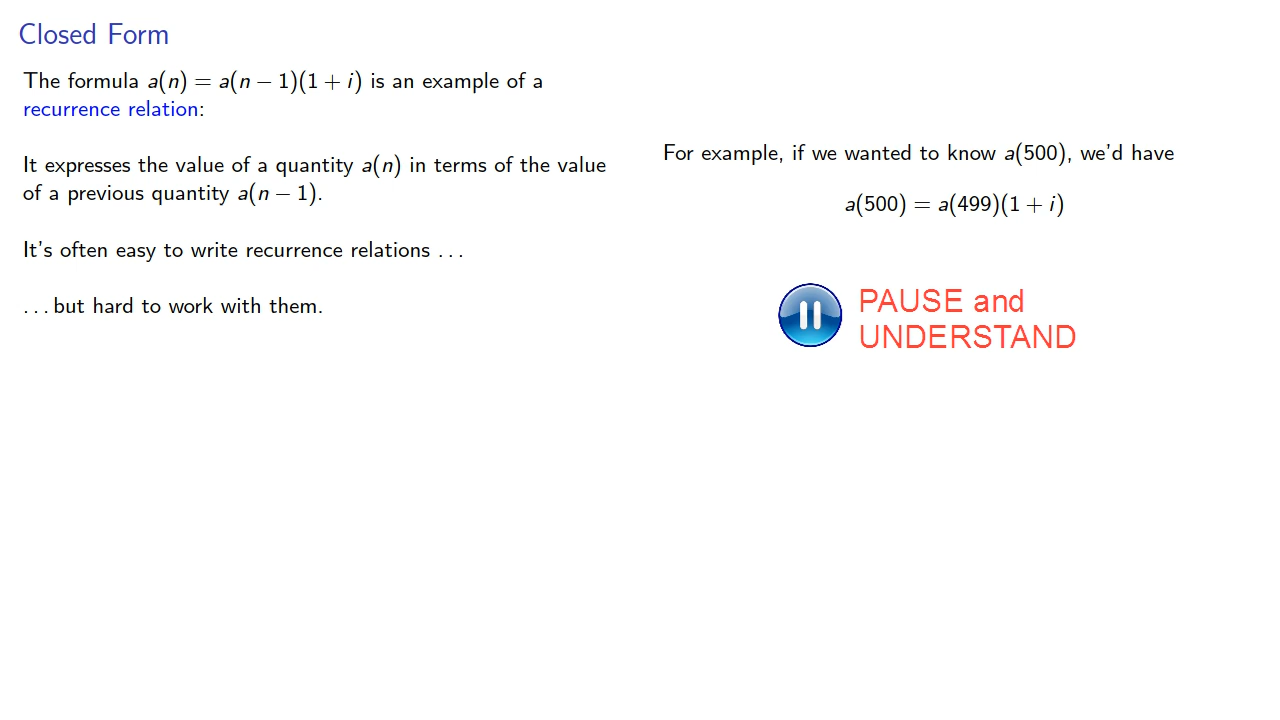 Closed Form
The formula a(n) = a(n − 1)(1 + i) is an example of a
recurrence relation:
It expresses the value of a quantity a(n) in terms of the value
of a previous quantity a(n − 1).
It's often easy to write recurrence relations ...
...but hard to work with them.
For example, if we wanted to know a(500), we'd have
a(500) = a(499)(1 + i)
PAUSE and
UNDERSTAND